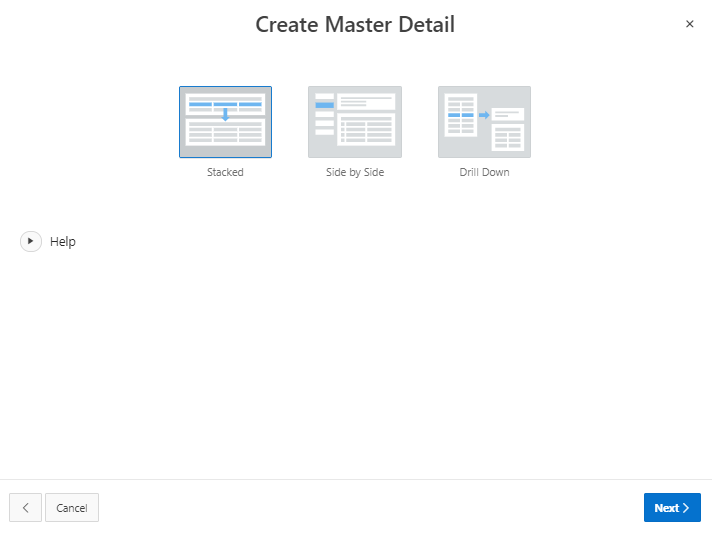 Create Master Detail
Stacked
Side by Side
Drill Down
Help
Cancel
Next